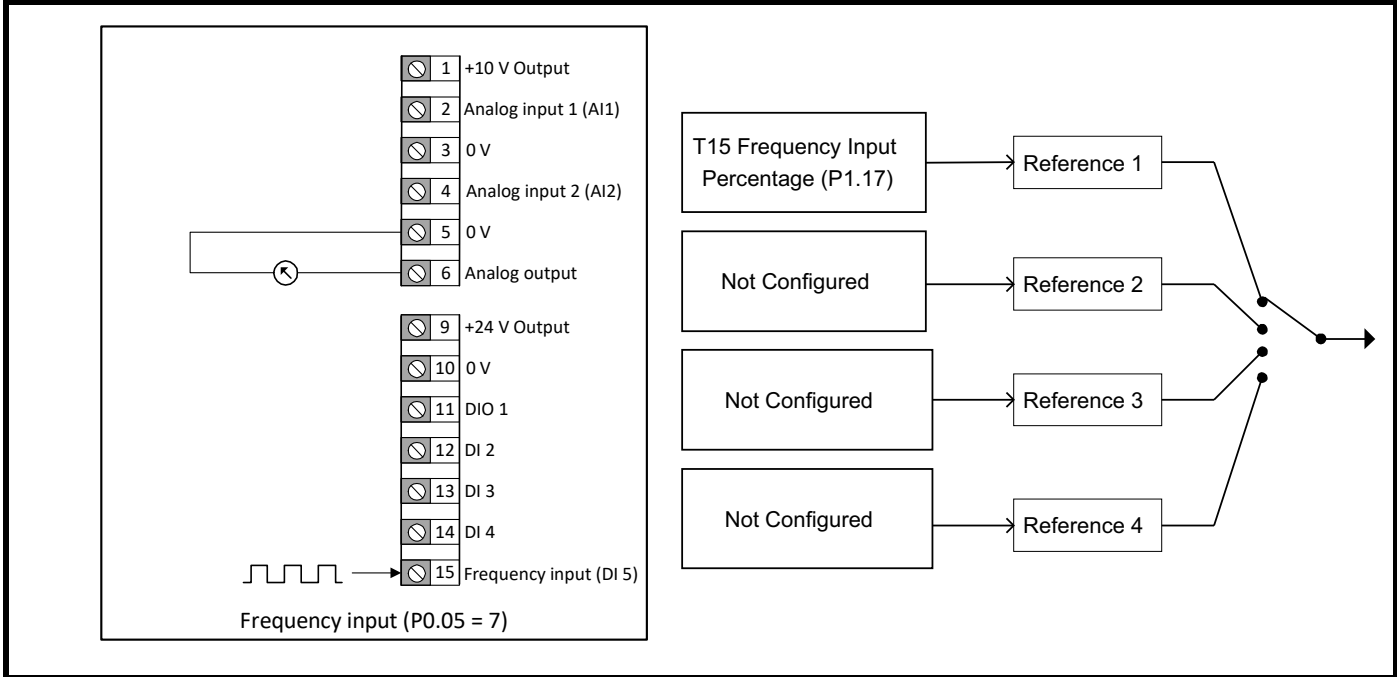 1 +10 V Output
2 Analog input 1 (AI1)
3 0 V
4 Analog input 2 (AI2)
5 0 V
6 Analog output
9 +24 V Output
10 0 V
11 DIO 1
12 DI 2
13 DI 3
14 DI 4
15 Frequency input (DI 5)
Frequency input (P0.05 = 7)
T15 Frequency Input
Percentage (P1.17)
Reference 1
Not Configured
Reference 2
Not Configured
Reference 3
Not Configured
Reference 4